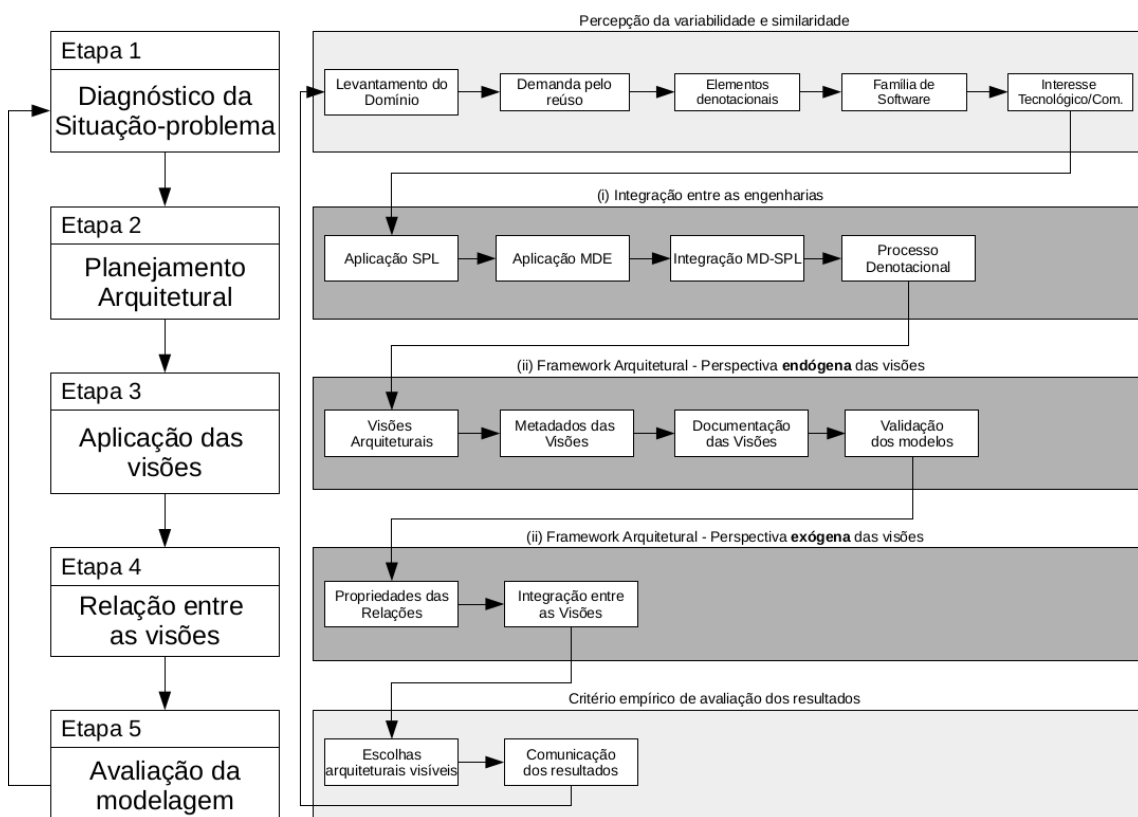 Percepção da variabilidade e similaridade
Etapa 1
Diagnóstico da
Situação-problema
Levantamento do
Domínio
Demanda pelo
reúso
Elementos
denotacionais
Família de
Software
Interesse
Tecnológico/Com.
(i) Integração entre as engenharias
Etapa 2
Planejamento
Arquitetural
Aplicação SPL
Aplicação MDE
Integração MD-SPL
Processo
Denotacional
(ii) Framework Arquitetural - Perspectiva endógena das visões
Etapa 3
Aplicação das
visões
Visões
Arquiteturais
Metadados das
Visões
Documentação
das Visões
Validação
dos modelos
(ii) Framework Arquitetural - Perspectiva exógena das visões
Etapa 4
Relação entre
as visões
Propriedades das
Relações
Integração entre
as Visões
Critério empírico de avaliação dos resultados
Etapa 5
Avaliação da
modelagem
Escolhas
arquiteturais visíveis
Comunicação
dos resultados